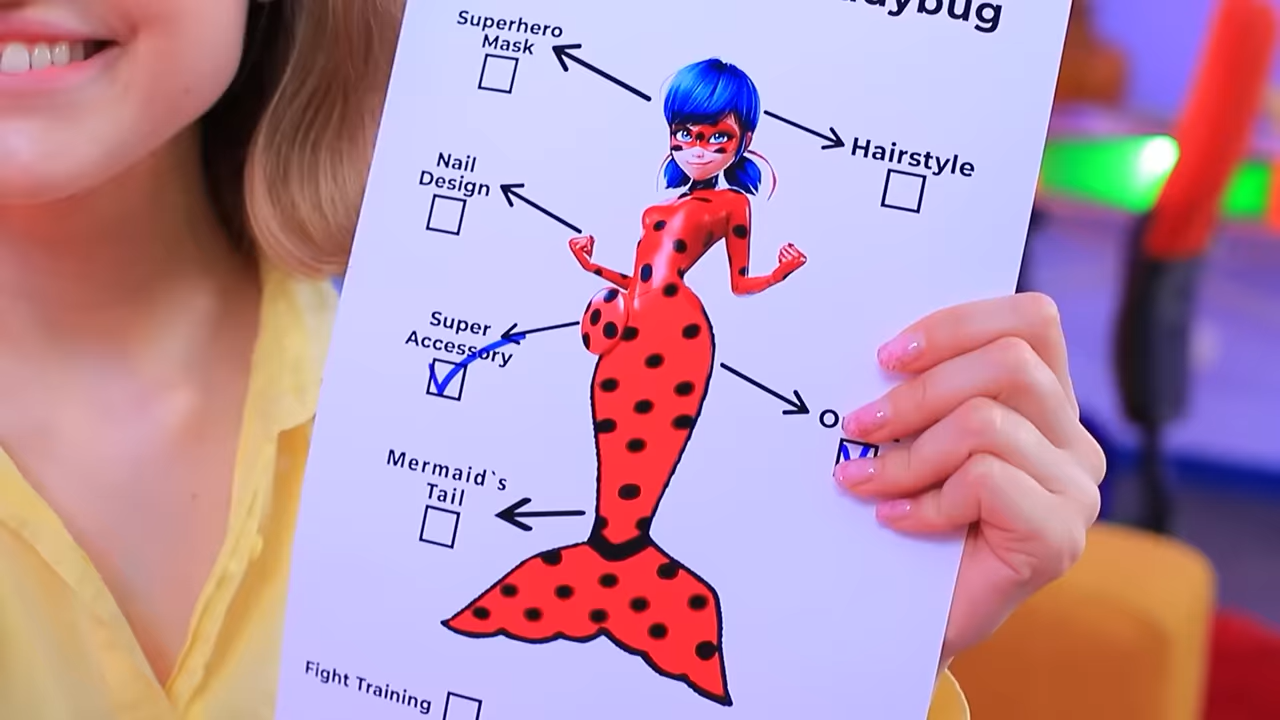 Superhero
Mask
Hairstyle
Nail
Design
Super
Accessory
Mermaid`s
Tail
Fight Training